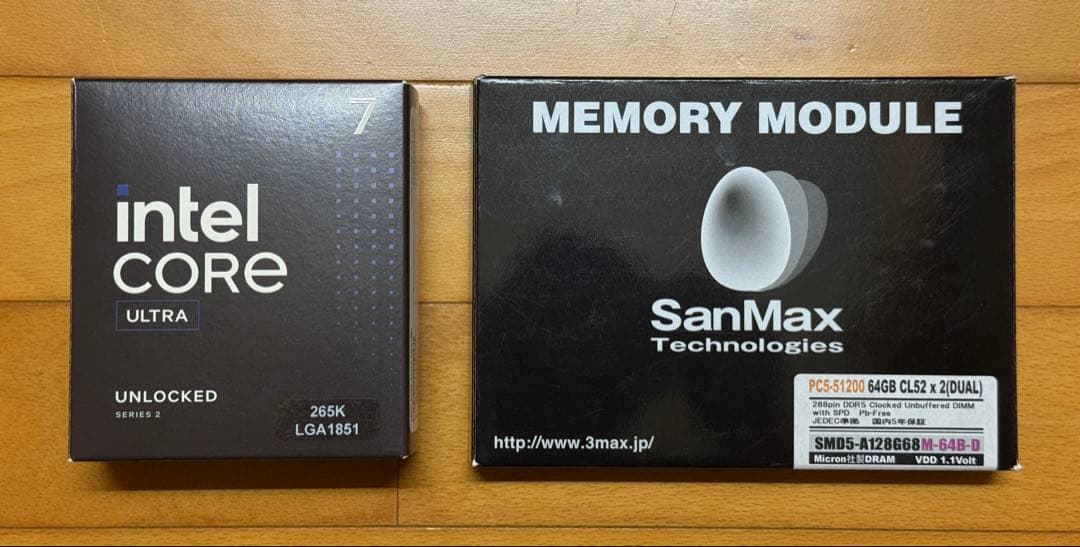 7
intel
CORe
ULTRA
UNLOCKED
SERIES 2
265K
LGA1851
MEMORY MODULE
SanMax
Technologies
http://www.3max.jp/
PC5-51200 64GB CL52 x 2(DUAL)
288pin DDR5 Clocked Unbuffered DIMM
with SPD Pb-Free
JEDEC準拠 国内5年保証
SMD5-A128G68M-64B-D
Micron社製DRAM VDD 1.1Volt